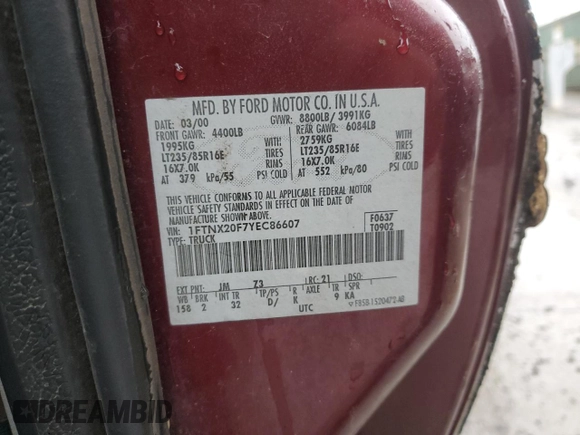 MFD. BY FORD MOTOR CO. IN U.S.A.
DATE: 03/00 GVWR: 8800LB/ 3991KG
FRONT GAWR: 4400LB REAR GAWR: 6084LB
1995KG WITH 2759KG WITH
LT235/85R16E TIRES LT235/85R16E TIRES
16X7.0K RIMS 16X7.0K RIMS
AT 379 kPa/55 PSI COLD AT 552 kPa/80 PSI COLD
THIS VEHICLE CONFORMS TO ALL APPLICABLE FEDERAL MOTOR
VEHICLE SAFETY STANDARDS IN EFFECT ON THE DATE OF
MANUFACTURE SHOWN ABOVE.
VIN: 1FTNX20F7YEC86607 F0637
TYPE: TRUCK T0902
EXT PNT: JM Z3 RC: 21 DSO:
WB BRK INT TR TP/PS R AXLE TR SPR
158 2 32 D/ K 9 KA
UTC F85B-1520472-AB
DREAMBID